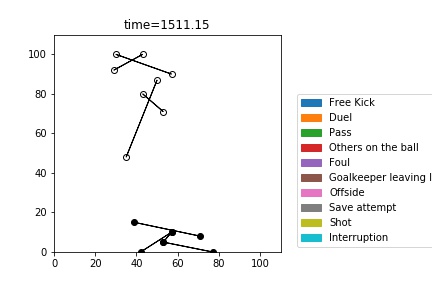 time=1511.15
100
80
60
40
20
0
0 20 40 60 80 100
Free Kick
Duel
Pass
Others on the ball
Foul
Goalkeeper leaving l
Offside
Save attempt
Shot
Interruption